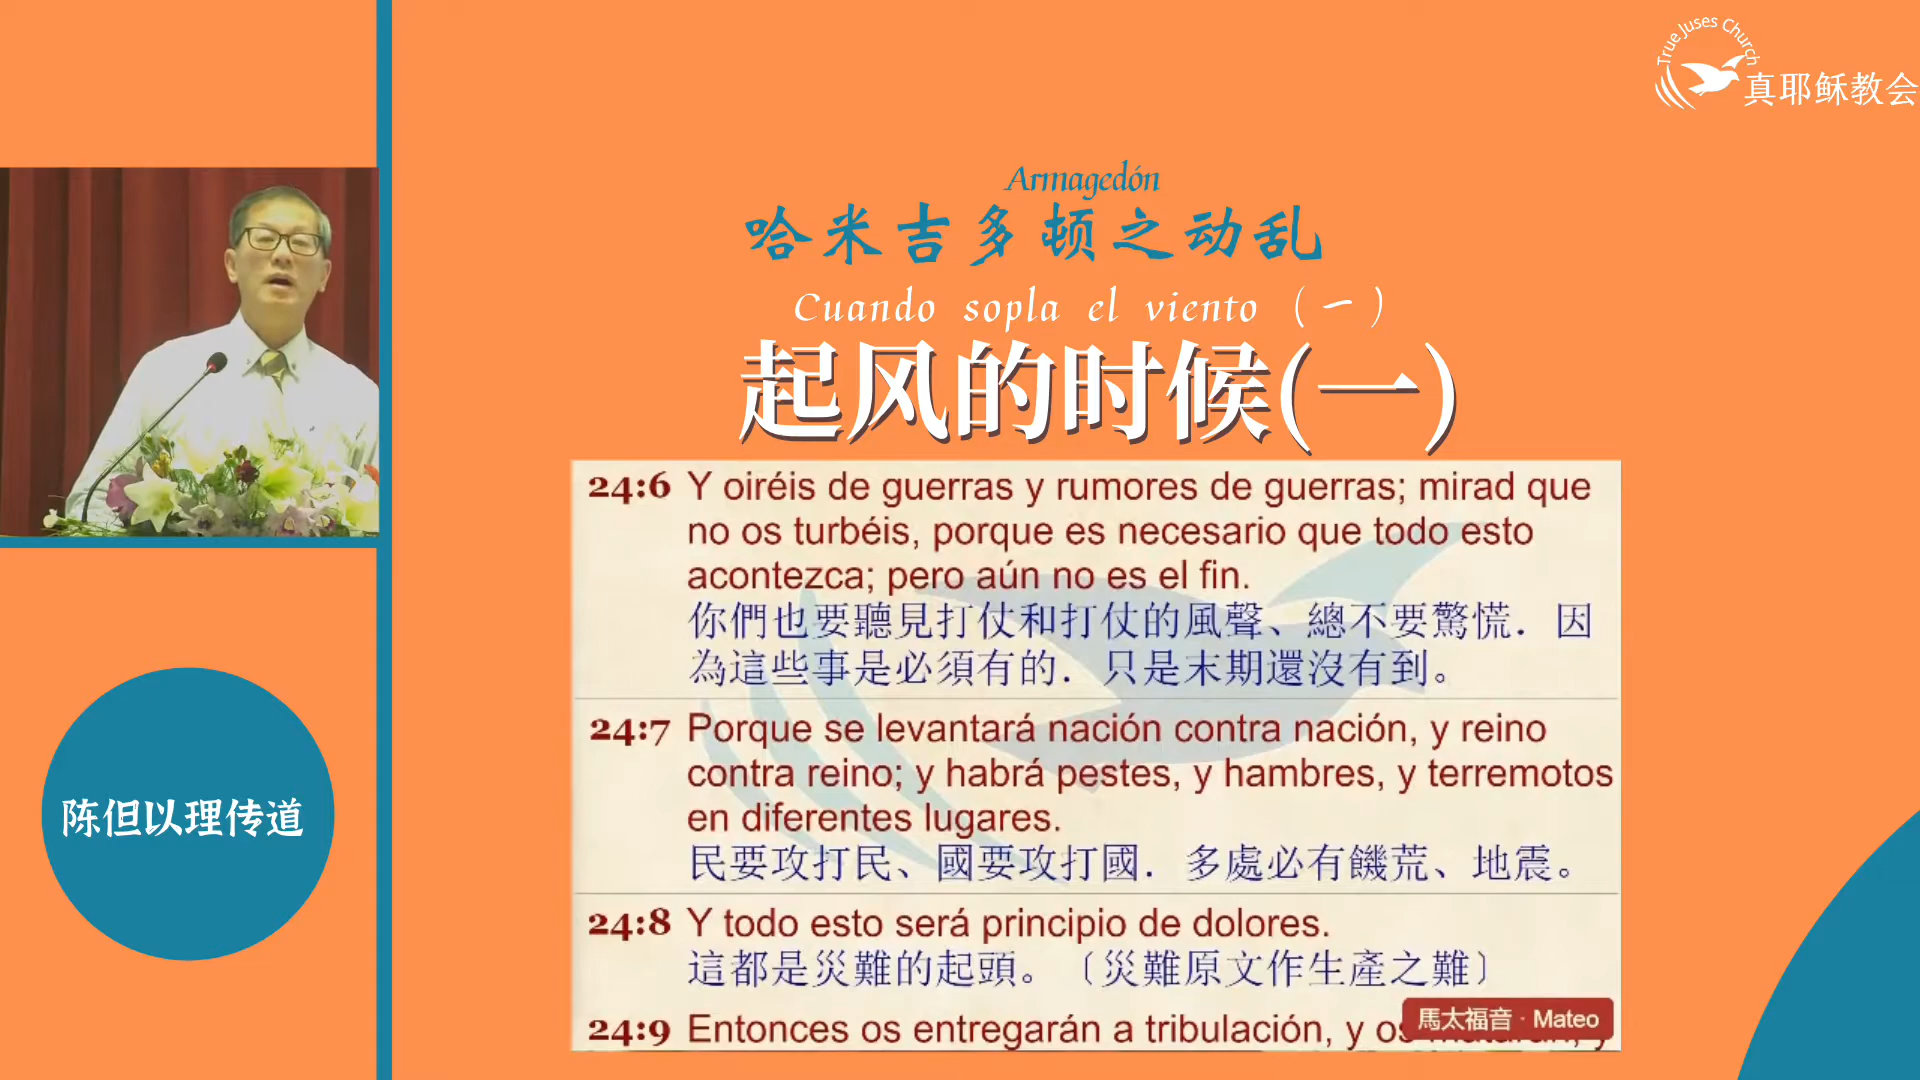 True Juses Church
真耶稣教会
Armagedón
哈米吉多顿之动乱
Cuando sopla el viento (一)
起风的时候(一)
24:6 Y oiréis de guerras y rumores de guerras; mirad que
no os turbéis, porque es necesario que todo esto
acontezca; pero aún no es el fin.
你們也要聽見打仗和打仗的風聲、總不要驚慌．因
為這些事是必須有的．只是末期還沒有到。
24:7 Porque se levantará nación contra nación, y reino
contra reino; y habrá pestes, y hambres, y terremotos
en diferentes lugares.
民要攻打民、國要攻打國．多處必有饑荒、地震。
24:8 Y todo esto será principio de dolores.
這都是災難的起頭。〔災難原文作生產之難〕
24:9 Entonces os entregarán a tribulación, y os
馬太福音 · Mateo
陈但以理传道